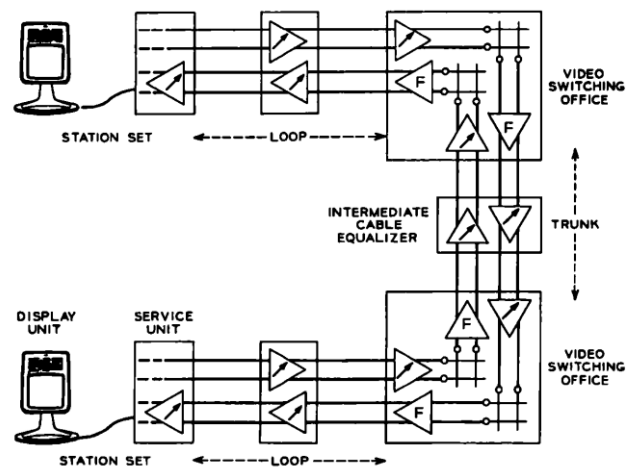 F
VIDEO
SWITCHING
OFFICE
STATION SET
LOOP
F
INTERMEDIATE
CABLE
EQUALIZER
TRUNK
DISPLAY
UNIT
SERVICE
UNIT
F
VIDEO
SWITCHING
OFFICE
F
STATION SET
LOOP